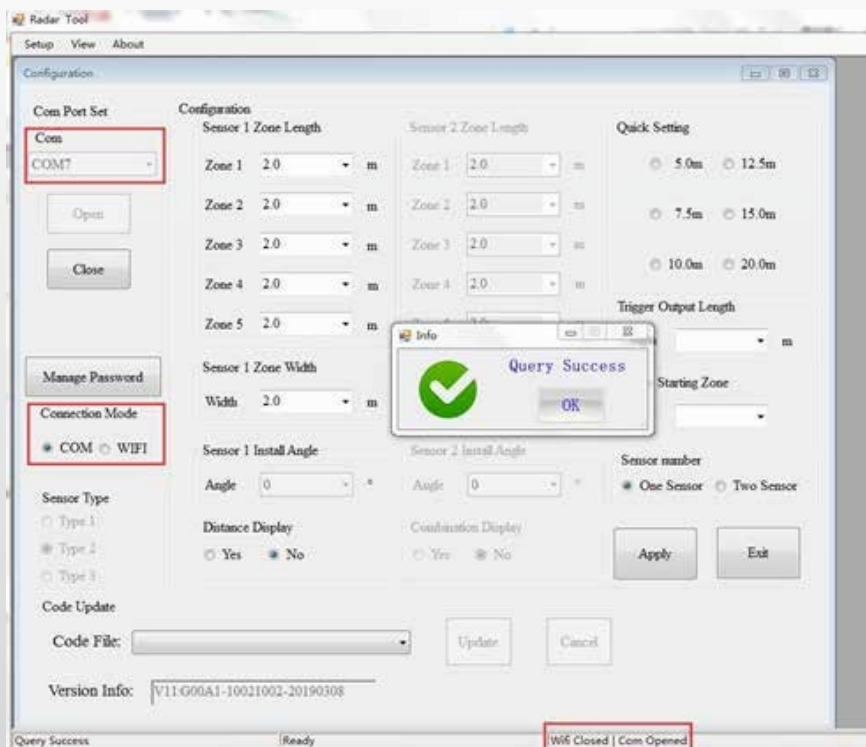 Radar Tool
Setup View About
Configuration
Com Port Set
Com
COM7
Open
Close
Manage Password
Connection Mode
COM WIFI
Sensor Type
Type 1
Type 2
Type 3
Configuration
Sensor 1 Zone Length
Zone 1 2.0 m
Zone 2 2.0 m
Zone 3 2.0 m
Zone 4 2.0 m
Zone 5 2.0 m
Sensor 1 Zone Width
Width 2.0 m
Sensor 1 Install Angle
Angle 0 °
Distance Display
Yes No
Sensor 2 Zone Length
Zone 1 2.0 m
Zone 2 2.0 m
Zone 3 2.0 m
Zone 4 2.0 m
Sensor 2 Install Angle
Angle 0 °
Combination Display
Yes No
Info
Query Success
OK
Quick Setting
5.0m 12.5m
7.5m 15.0m
10.0m 20.0m
Trigger Output Length
m
Starting Zone
Sensor number
One Sensor Two Sensor
Apply Exit
Code Update
Code File: Update Cancel
Version Info: V11:G00A1-10021002-20190308
Query Success Ready Wifi Closed | Com Opened